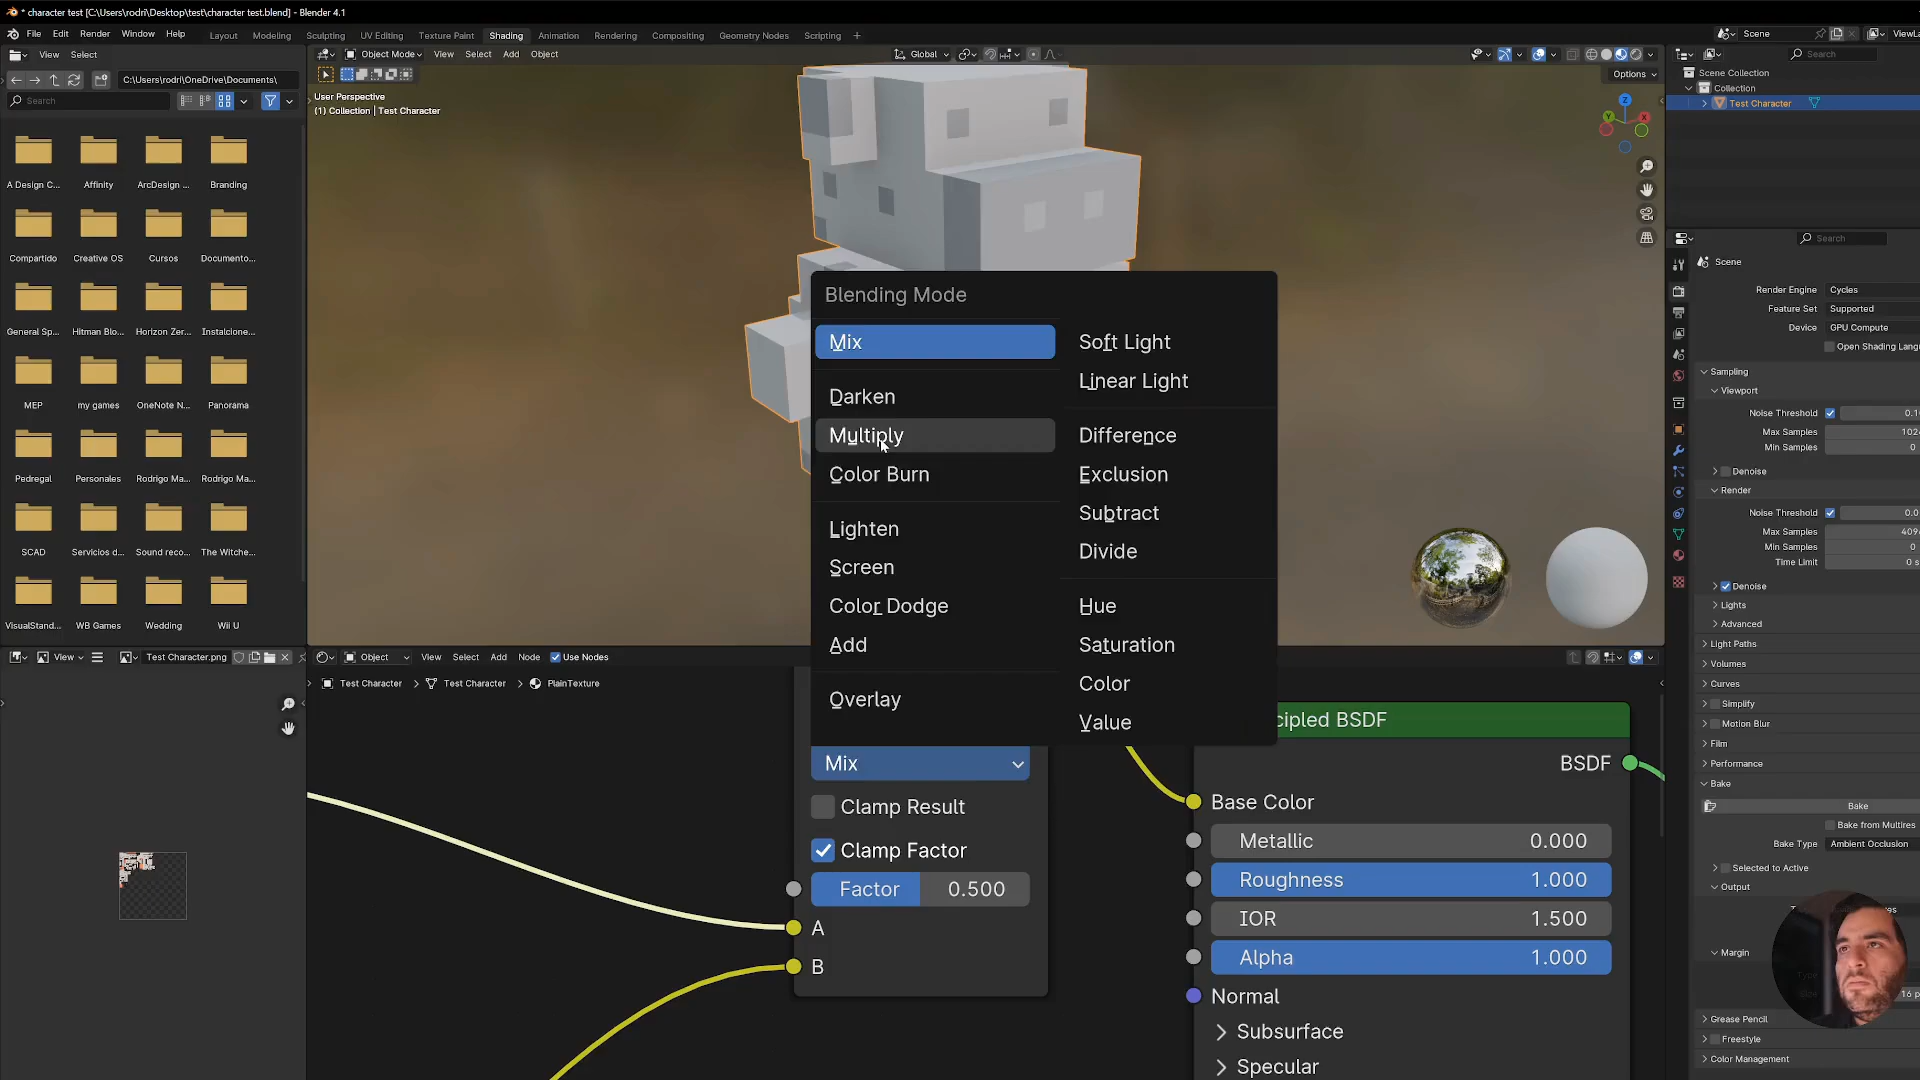 * character test [C:\Users\rodri\Desktop\test\character test.blend] - Blender 4.1
File Edit Render Window Help
Layout Modeling Sculpting UV Editing Texture Paint Shading Animation Rendering Compositing Geometry Nodes Scripting +
Scene
View Select
Object Mode View Select Add Object
Global
Options
C:\Users\rodri\OneDrive\Documents\
Search
A Design C... Affinity ArcDesign ... Branding
Compartido Creative OS Cursos Documento...
General Sp... Hitman Blo... Horizon Zer... Instalcione...
MEP my games OneNote N... Panorama
Pedregal Personales Rodrigo Ma... Rodrigo Ma...
SCAD Servicios d... Sound reco... The Witche...
VisualStand... WB Games Wedding Wii U
User Perspective
(1) Collection | Test Character
Z
Y
X
Blending Mode
Mix
Darken
Multiply
Color Burn
Lighten
Screen
Color Dodge
Add
Overlay
Soft Light
Linear Light
Difference
Exclusion
Subtract
Divide
Hue
Saturation
Color
Value
View
Test Character.png
Object View Select Add Node Use Nodes
Test Character > Test Character > PlainTexture
Mix
Clamp Result
Clamp Factor
Factor 0.500
A
B
cipled BSDF
BSDF
Base Color
Metallic 0.000
Roughness 1.000
IOR 1.500
Alpha 1.000
Normal
Subsurface
Specular
Search
Scene Collection
Collection
Test Character
Search
Scene
Render Engine Cycles
Feature Set Supported
Device GPU Compute
Open Shading Lang
Sampling
Viewport
Noise Threshold 0.1
Max Samples 102
Min Samples 0
Denoise
Render
Noise Threshold 0.0
Max Samples 409
Min Samples 0
Time Limit 0 s
Denoise
Lights
Advanced
Light Paths
Volumes
Curves
Simplify
Motion Blur
Film
Performance
Bake
Bake
Bake from Multires
Bake Type Ambient Occlusion
Selected to Active
Output
Margin
16 p
Grease Pencil
Freestyle
Color Management